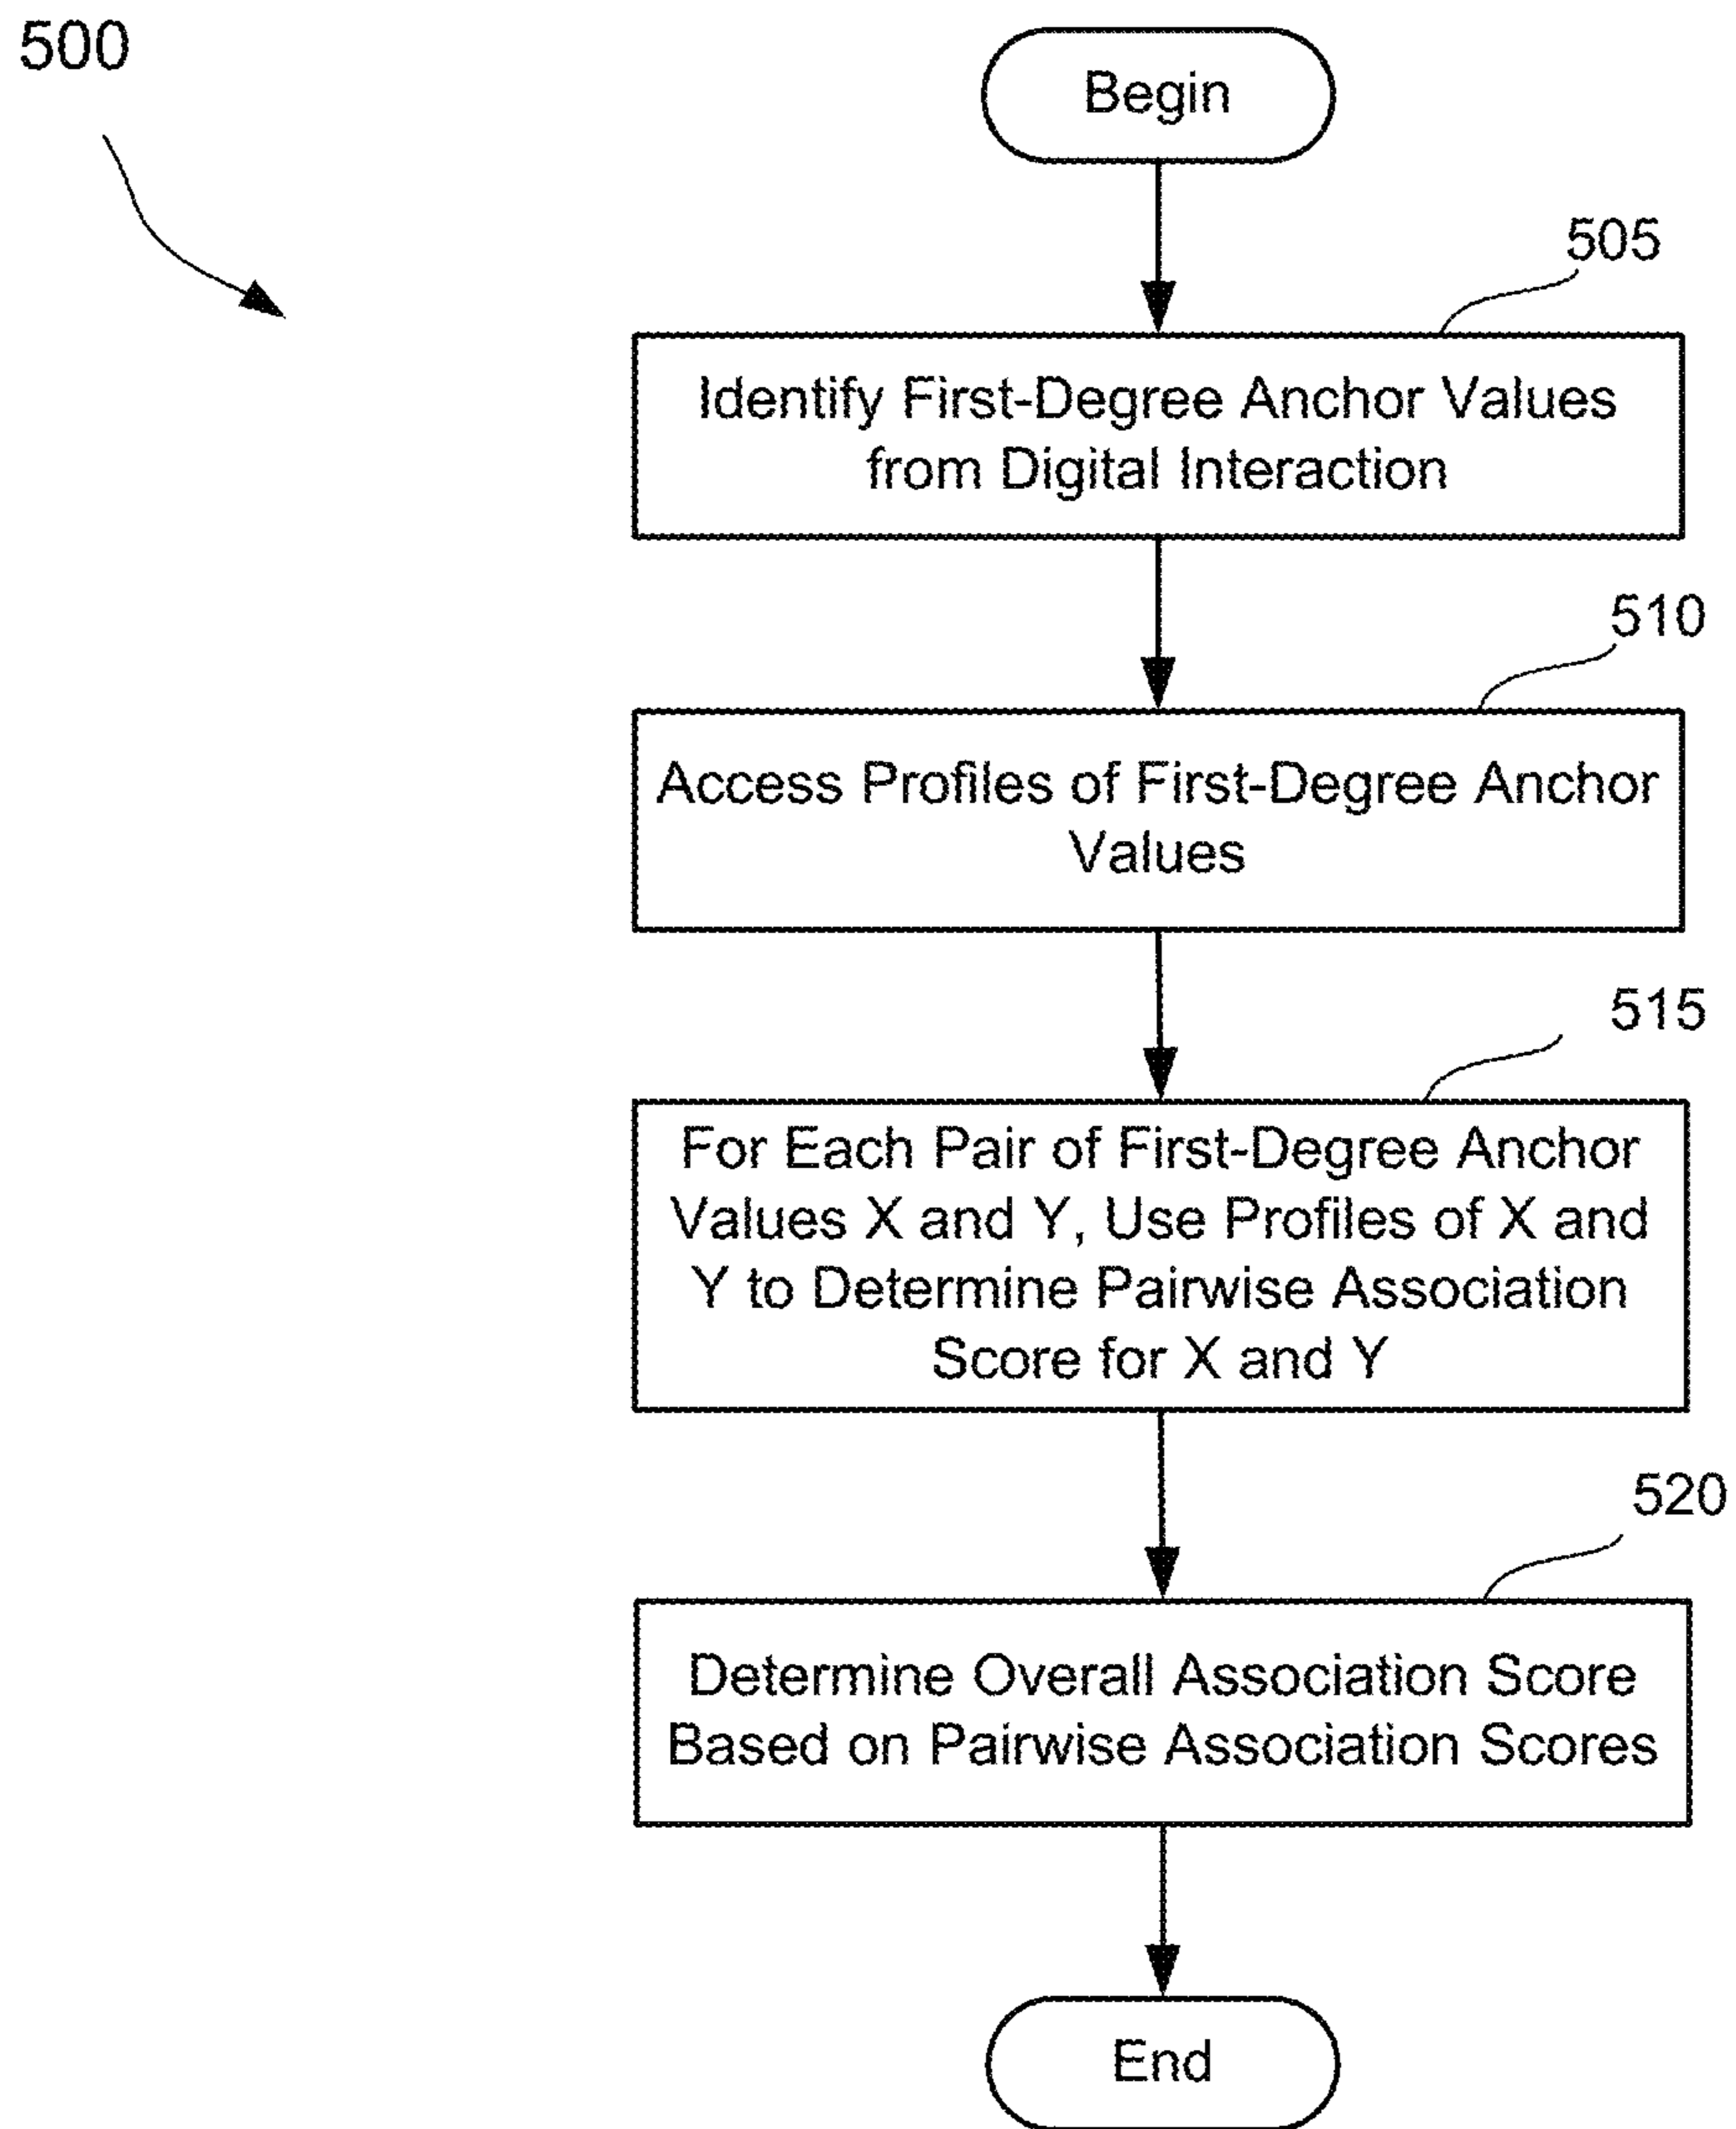 500
Begin
505
Identify First-Degree Anchor Values
from Digital Interaction
510
Access Profiles of First-Degree Anchor
Values
515
For Each Pair of First-Degree Anchor
Values X and Y, Use Profiles of X and
Y to Determine Pairwise Association
Score for X and Y
520
Determine Overall Association Score
Based on Pairwise Association Scores
End